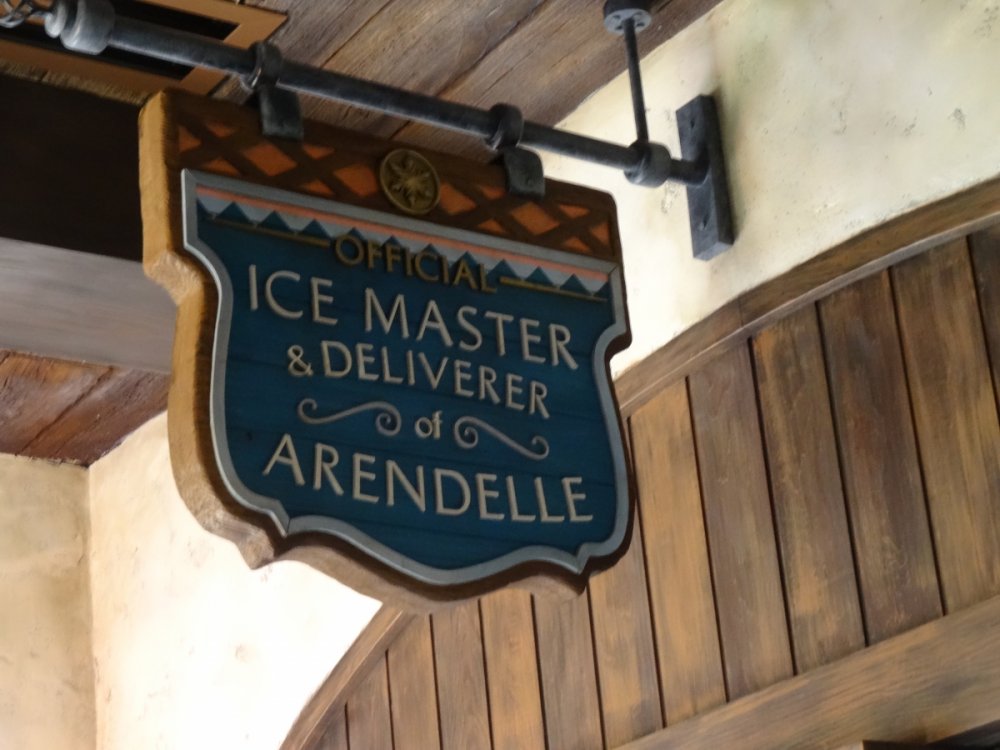 OFFICIAL
ICE MASTER
& DELIVERER
of
ARENDELLE